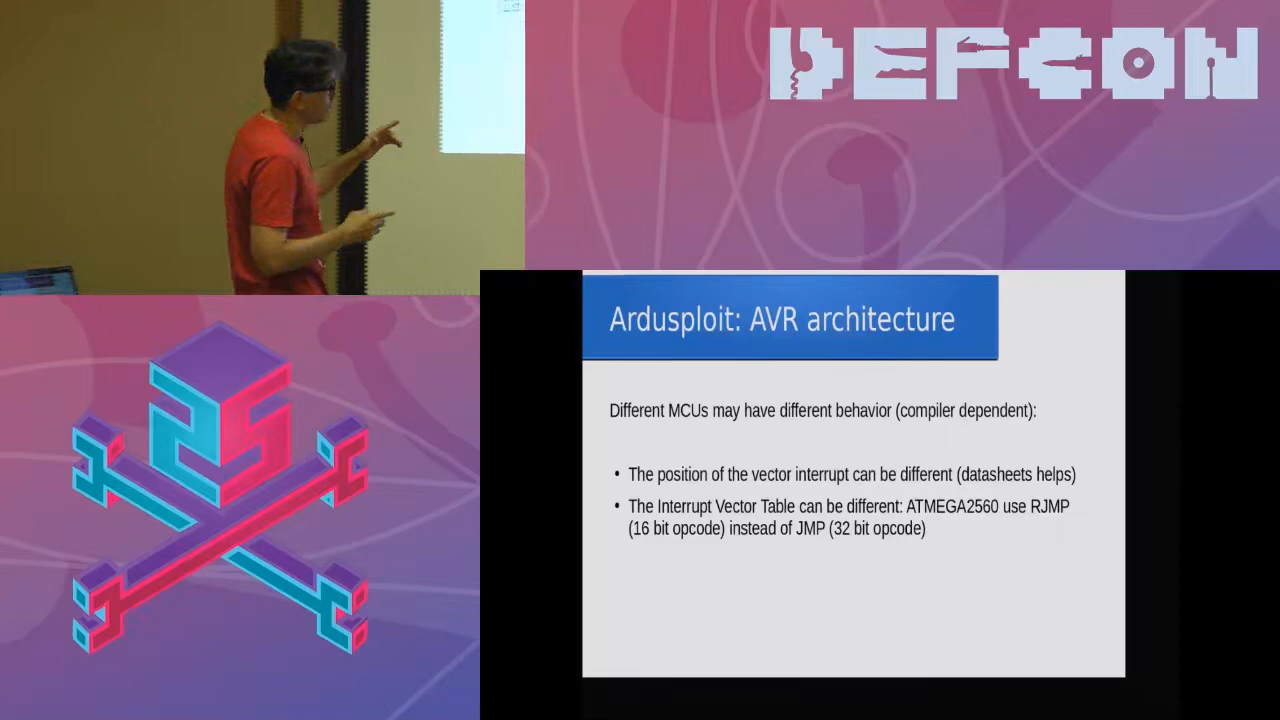 DEFCON
Ardusploit: AVR architecture
Different MCUs may have different behavior (compiler dependent):
• The position of the vector interrupt can be different (datasheets helps)
• The Interrupt Vector Table can be different: ATMEGA2560 use RJMP
(16 bit opcode) instead of JMP (32 bit opcode)
25